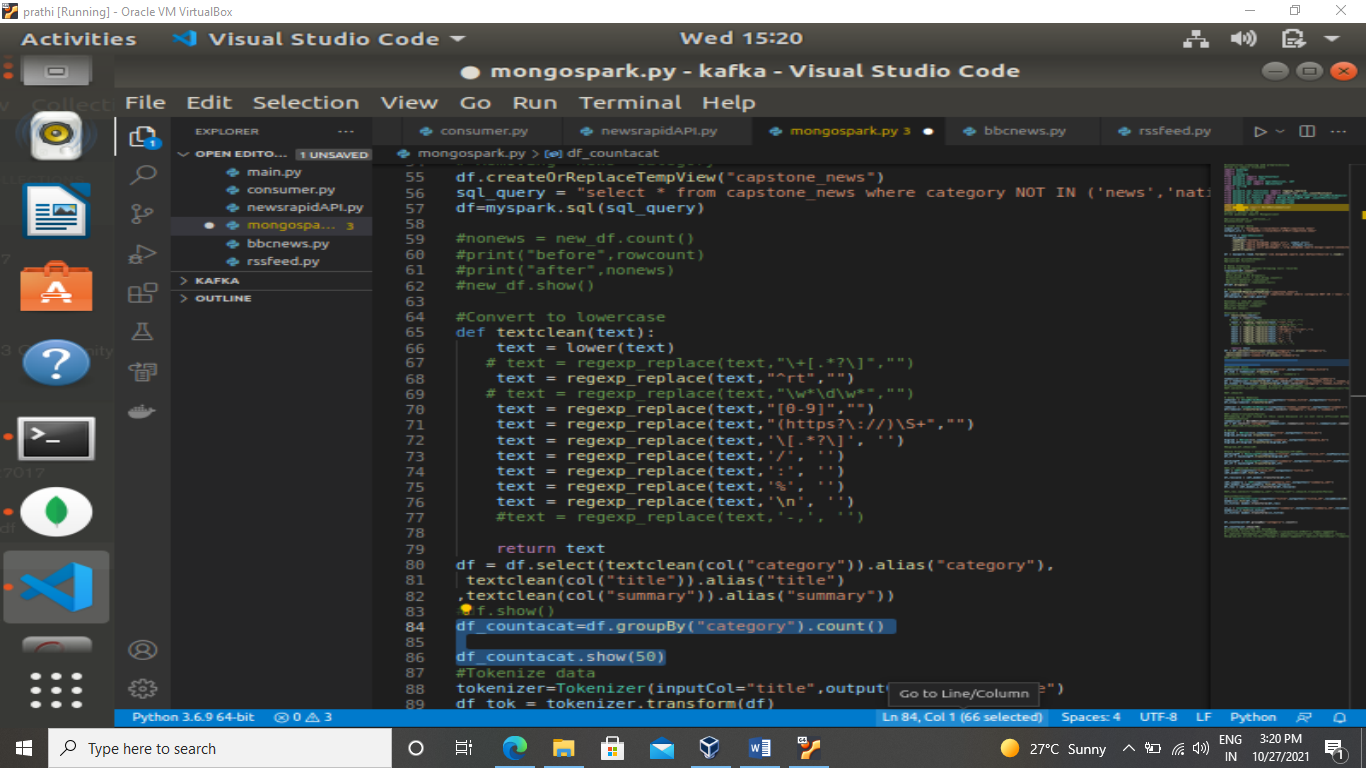 prathi [Running] - Oracle VM VirtualBox
Activities Visual Studio Code Wed 15:20
mongospark.py - kafka - Visual Studio Code
File Edit Selection View Go Run Terminal Help
EXPLORER ···
OPEN EDITO... 1 UNSAVED
main.py
consumer.py
newsrapidAPI.py
mongospa... 3
bbcnews.py
rssfeed.py
KAFKA
OUTLINE
consumer.py newsrapidAPI.py mongospark.py 3 bbcnews.py rssfeed.py
mongospark.py > df_countacat
55 df.createOrReplaceTempView("capstone_news")
56 sql_query = "select * from capstone_news where category NOT IN ('news','nati
57 df=myspark.sql(sql_query)
58
59 #nonews = new_df.count()
60 #print("before",rowcount)
61 #print("after",nonews)
62 #new_df.show()
63
64 #Convert to lowercase
65 def textclean(text):
66 text = lower(text)
67 # text = regexp_replace(text,"\+[.*?\]","")
68 text = regexp_replace(text,"^rt","")
69 # text = regexp_replace(text,"\w*\d\w*","")
70 text = regexp_replace(text,"[0-9]","")
71 text = regexp_replace(text,"(https?\://)\S+","")
72 text = regexp_replace(text,'\[.*?\]', '')
73 text = regexp_replace(text,'/', '')
74 text = regexp_replace(text,':', '')
75 text = regexp_replace(text,'%', '')
76 text = regexp_replace(text,'\n', '')
77 #text = regexp_replace(text,'-,', '')
78
79 return text
80 df = df.select(textclean(col("category")).alias("category"),
81 textclean(col("title")).alias("title")
82 ,textclean(col("summary")).alias("summary"))
83 f.show()
84 df_countacat=df.groupBy("category").count()
85
86 df_countacat.show(50)
87 #Tokenize data
88 tokenizer=Tokenizer(inputCol="title",output e")
89 df_tok = tokenizer.transform(df)
Go to Line/Column
Python 3.6.9 64-bit 0 3 Ln 84, Col 1 (66 selected) Spaces: 4 UTF-8 LF Python
Type here to search
27°C Sunny
ENG
IN
3:20 PM
10/27/2021
1